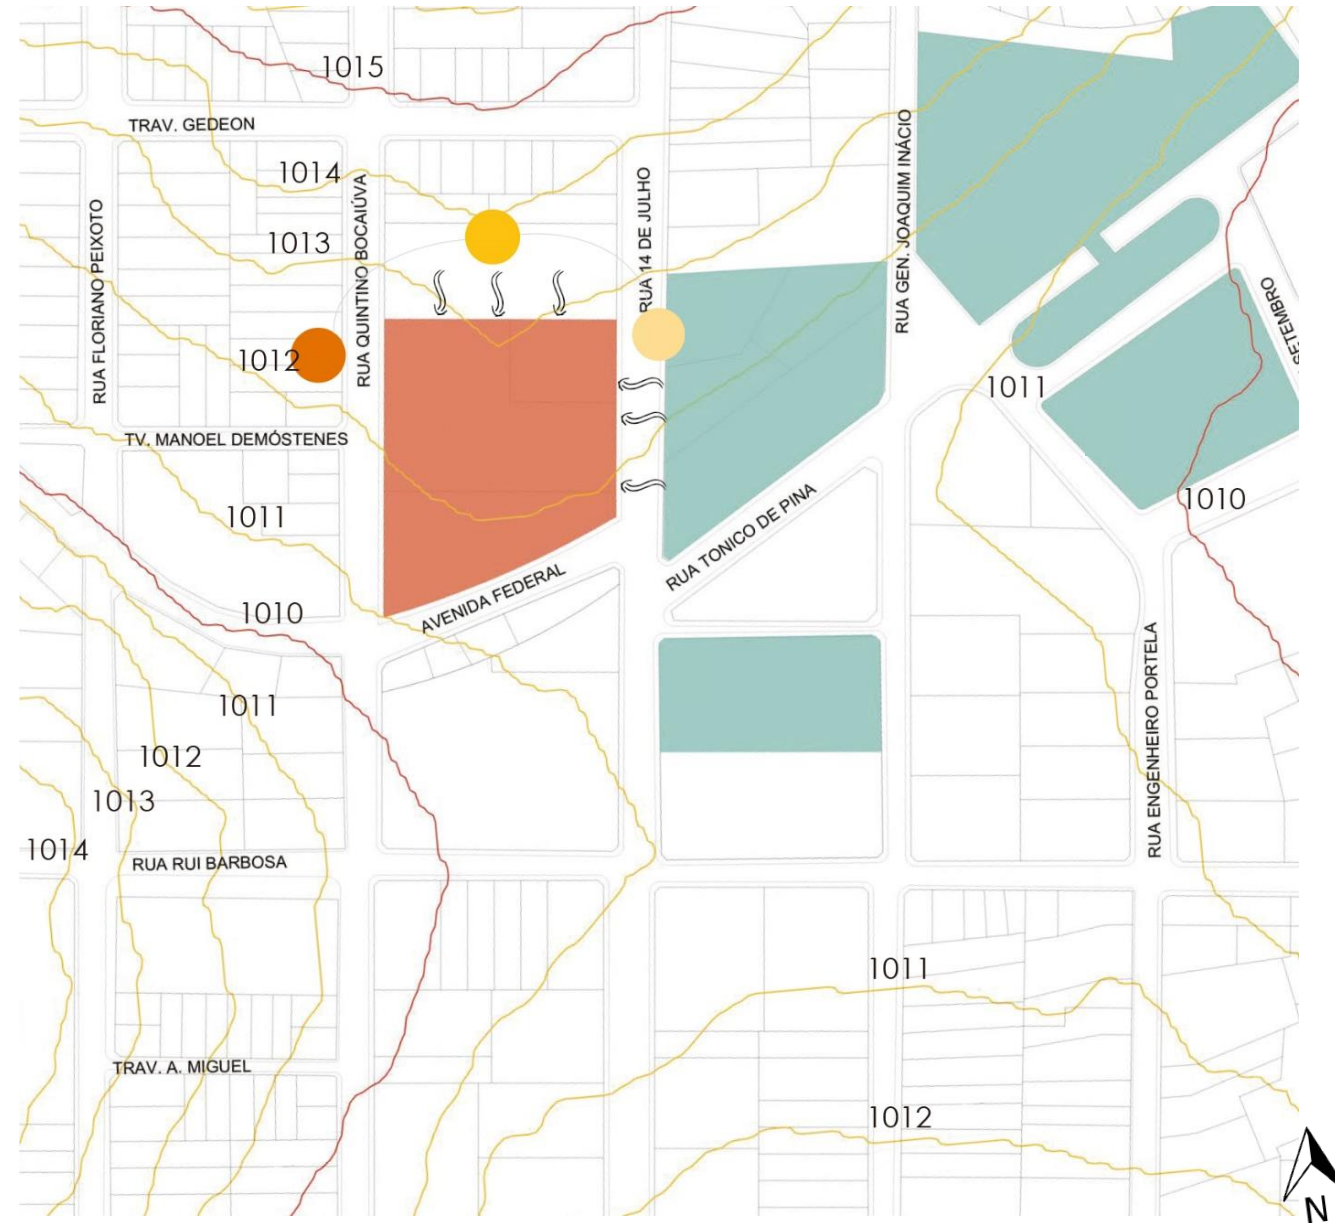 1015
TRAV. GEDEON
1014
1013
RUA FLORIANO PEIXOTO
RUA QUINTINO BOCAIÚVA
RUA 14 DE JULHO
RUA GEN. JOAQUIM INÁCIO
SETEMBRO
1012
1011
TV. MANOEL DEMÓSTENES
1010
1011
RUA TONICO DE PINA
AVENIDA FEDERAL
1010
1011
1012
1013
1014
RUA RUI BARBOSA
RUA ENGENHEIRO PORTELA
1011
TRAV. A. MIGUEL
1012
N